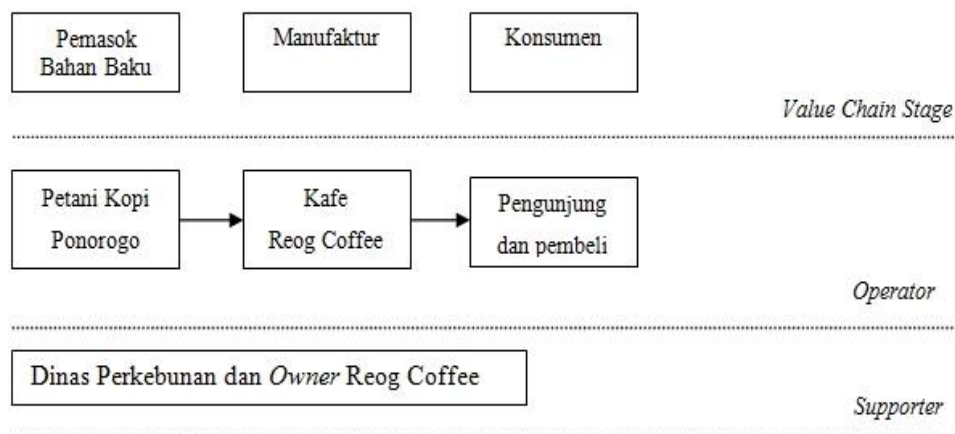 Pemasok
Bahan Baku
Manufaktur
Konsumen
Value Chain Stage
Petani Kopi
Ponorogo
Kafe
Reog Coffee
Pengunjung
dan pembeli
Operator
Dinas Perkebunan dan Owner Reog Coffee
Supporter